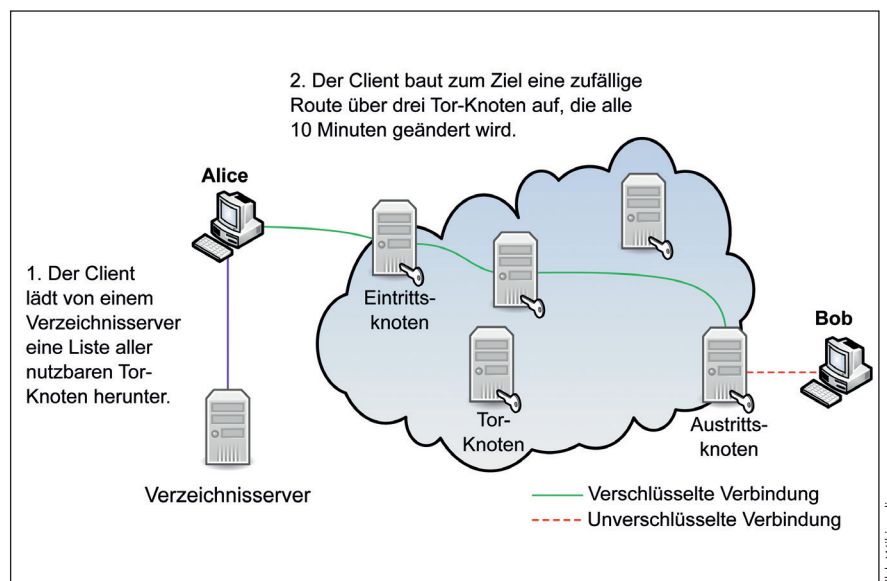 2. Der Client baut zum Ziel eine zufällige
Route über drei Tor-Knoten auf, die alle
10 Minuten geändert wird.
Alice
1. Der Client
lädt von einem
Verzeichnisserver
eine Liste aller
nutzbaren Tor-
Knoten herunter.
Eintritts-
knoten
Bob
Tor-
Knoten
Austritts-
knoten
Verzeichnisserver
Verschlüsselte Verbindung
Unverschlüsselte Verbindung